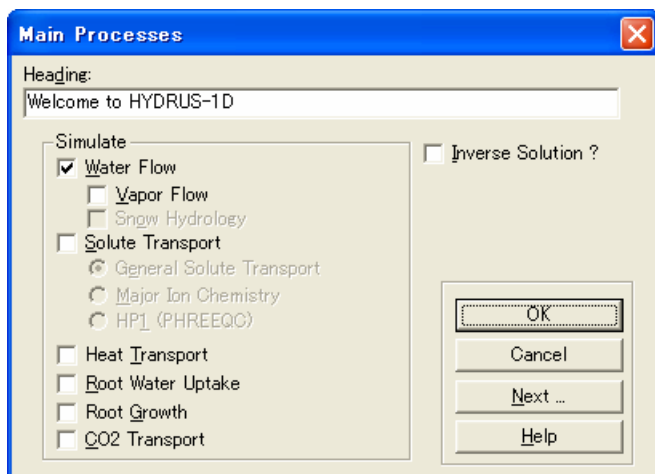 Main Processes
Heading:
Welcome to HYDRUS-1D
Simulate
Water Flow
Inverse Solution ?
Vapor Flow
Snow Hydrology
Solute Transport
General Solute Transport
Major Ion Chemistry
HP1 (PHREEQC)
Heat Transport
Root Water Uptake
Root Growth
CO2 Transport
OK
Cancel
Next ...
Help